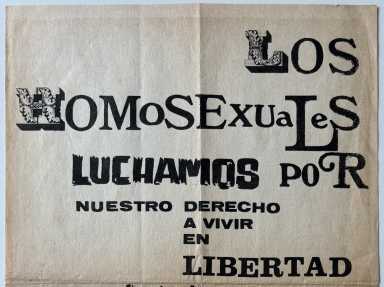 Los
HOMoSExuaLeS
LUCHAMOS POR
NUESTRO DERECHO
A VIVIR
EN
LIBERTAD